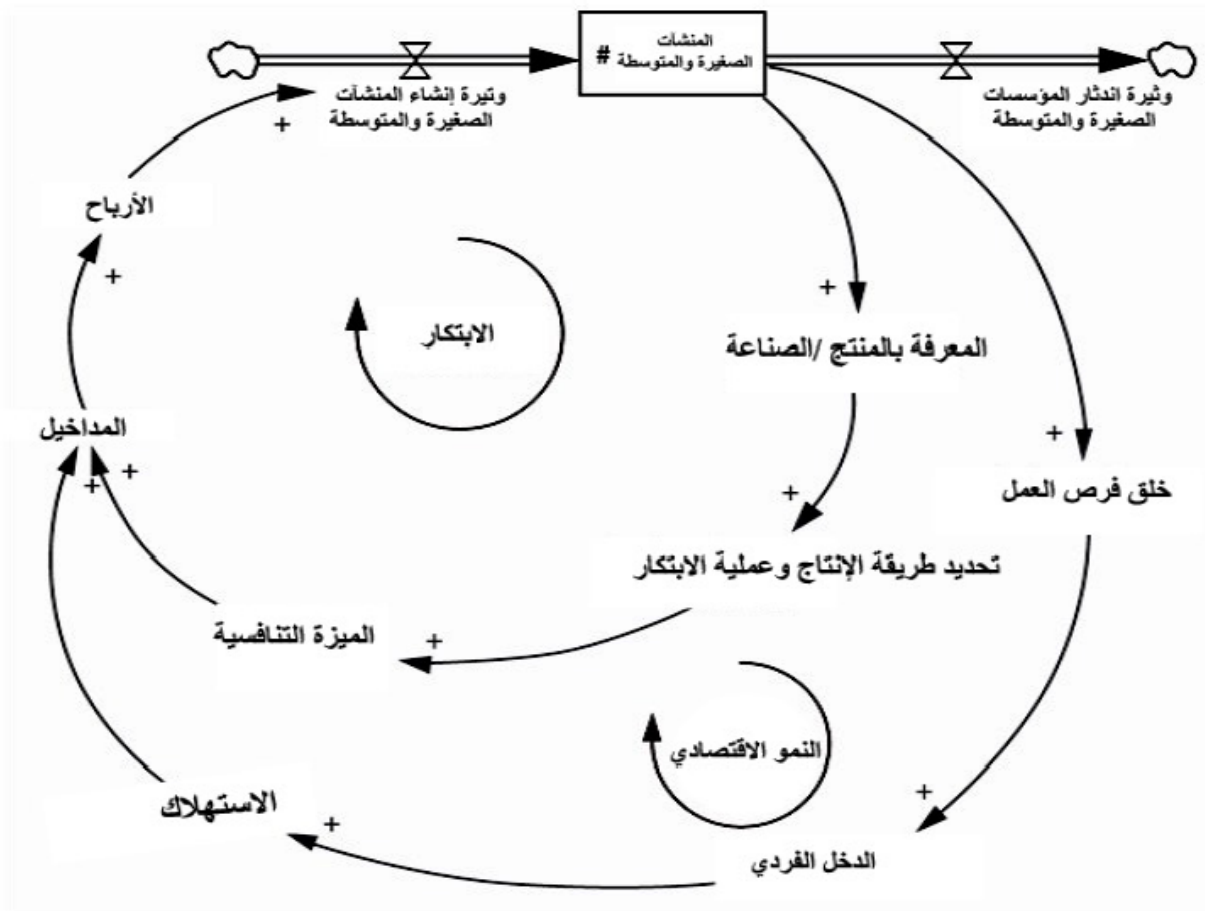 المنشآت
الصغيرة والمتوسطة #
وتيرة إنشاء المنشآت
الصغيرة والمتوسطة
وثيرة اندثار المؤسسات
الصغيرة والمتوسطة
+
الأرباح
+
الابتكار
+
المعرفة بالمنتج /الصناعة
المداخيل
+
+
+
خلق فرص العمل
+
تحديد طريقة الإنتاج وعملية الابتكار
الميزة التنافسية
+
النمو الاقتصادي
+
الاستهلاك
+
الدخل الفردي